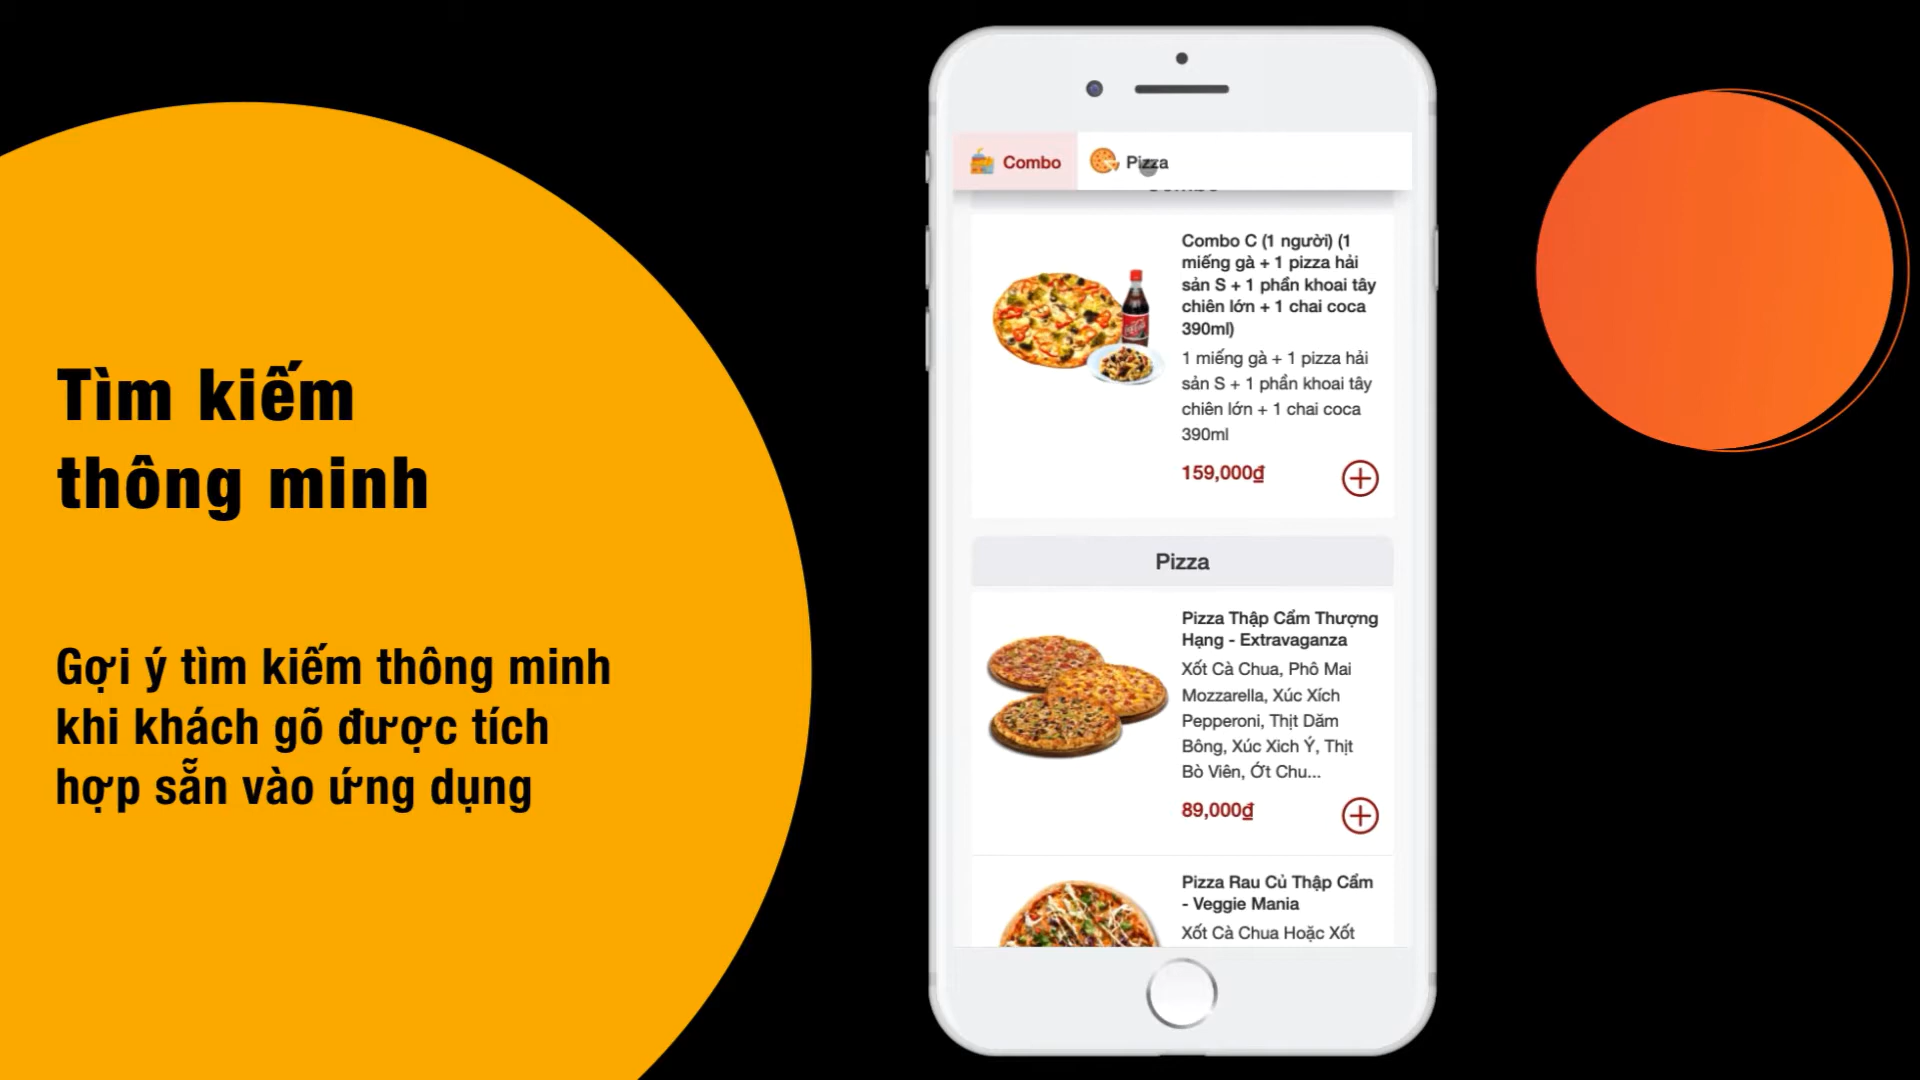 Tìm kiếm
thông minh
Gợi ý tìm kiếm thông minh
khi khách gõ được tích
hợp sẵn vào ứng dụng
Combo
Pizza
Combo C (1 người) (1
miếng gà + 1 pizza hải
sản S + 1 phần khoai tây
chiên lớn + 1 chai coca
390ml)
1 miếng gà + 1 pizza hải
sản S + 1 phần khoai tây
chiên lớn + 1 chai coca
390ml
159,000₫
Pizza
Pizza Thập Cẩm Thượng
Hạng - Extravaganza
Xốt Cà Chua, Phô Mai
Mozzarella, Xúc Xích
Pepperoni, Thịt Dăm
Bông, Xúc Xich Ý, Thịt
Bò Viên, Ớt Chu...
89,000₫
Pizza Rau Củ Thập Cẩm
- Veggie Mania
Xốt Cà Chua Hoặc Xốt